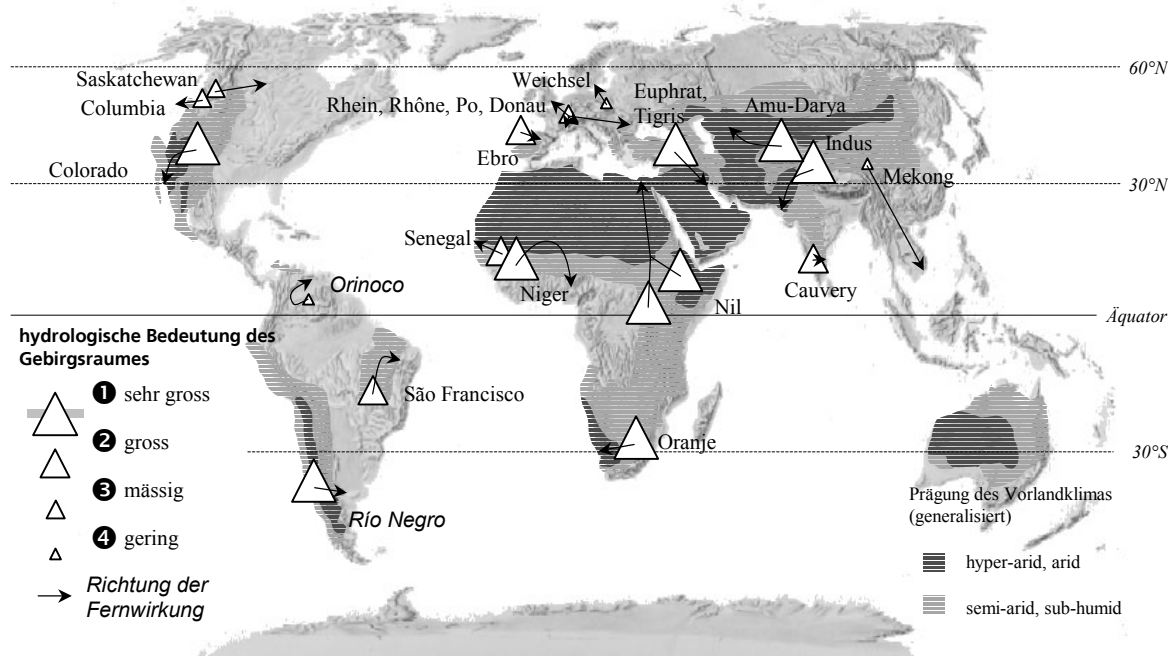 60°N
Saskatchewan
Columbia
Weichsel
Rhein, Rhône, Po, Donau
Euphrat,
Tigris
Amu-Darya
Indus
Ebro
Colorado
Mekong
30°N
Senegal
Niger
Orinoco
Nil
Cauvery
Äquator
hydrologische Bedeutung des
Gebirgsraumes
❶ sehr gross
❷ gross
❸ mässig
❹ gering
Richtung der
Fernwirkung
São Francisco
Oranje
30°S
Río Negro
Prägung des Vorlandklimas
(generalisiert)
hyper-arid, arid
semi-arid, sub-humid